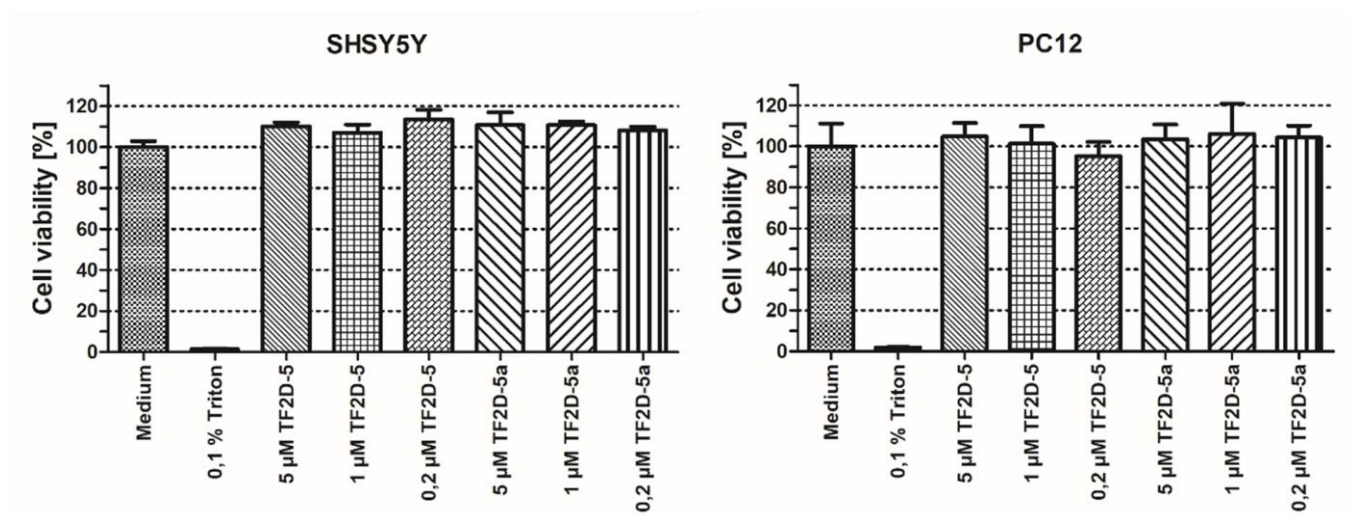 SHSY5Y
Cell viability [%]
120
100
80
60
40
20
0
Medium
0,1 % Triton
5 µM TF2D-5
1 µM TF2D-5
0,2 µM TF2D-5
5 µM TF2D-5a
1 µM TF2D-5a
0,2 µM TF2D-5a
PC12
Cell viability [%]
120
100
80
60
40
20
0
Medium
0,1 % Triton
5 µM TF2D-5
1 µM TF2D-5
0,2 µM TF2D-5
5 µM TF2D-5a
1 µM TF2D-5a
0,2 µM TF2D-5a